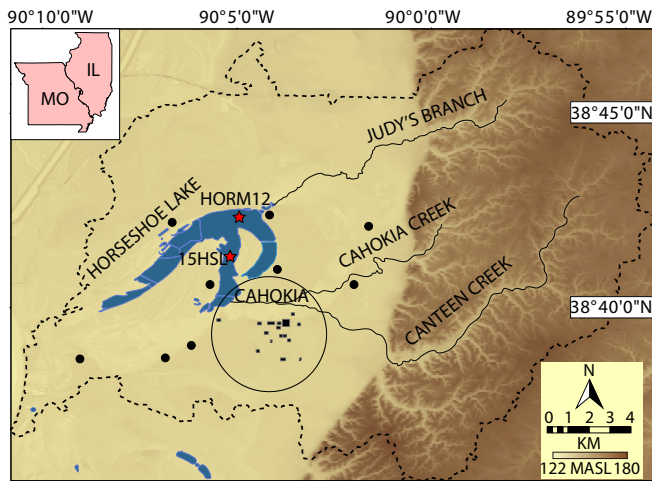 90°10'0"W 90°5'0"W 90°0'0"W 89°55'0"W
IL
MO
38°45'0"N
JUDY'S BRANCH
HORM12
HORSESHOE LAKE
CAHOKIA CREEK
15HSL
CANTEEN CREEK
CAHOKIA
38°40'0"N
N
0 1 2 3 4
KM
122 MASL 180